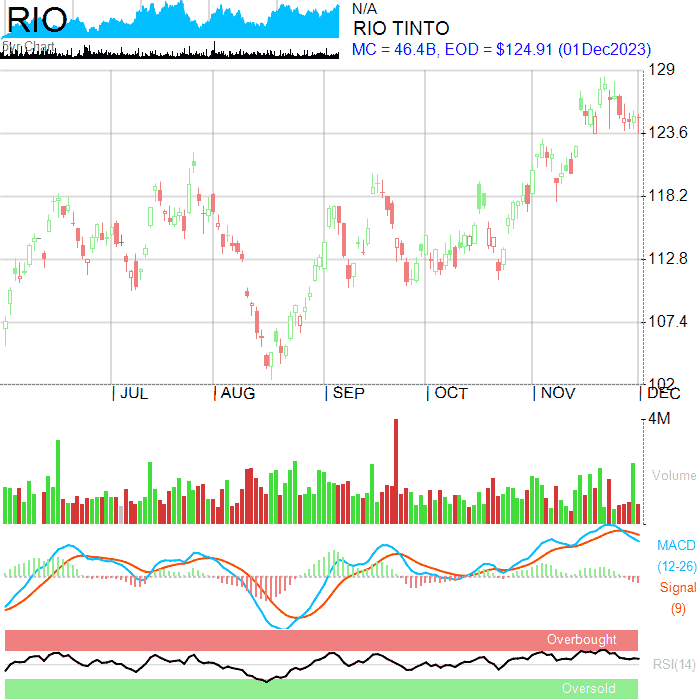 RIO
5yr Chart
N/A
RIO TINTO
MC = 46.4B, EOD = $124.91 (01Dec2023)
129
123.6
118.2
112.8
107.4
102
| JUL | AUG | SEP | OCT | NOV | DEC
4M
Volume
MACD
(12-26)
Signal
(9)
Overbought
RSI(14)
Oversold